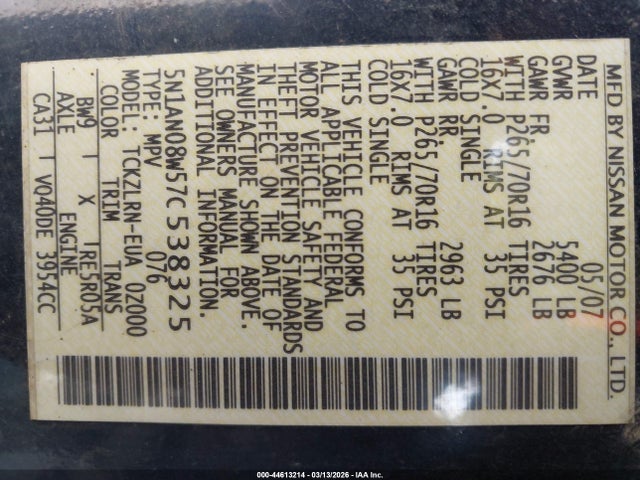 MFD BY NISSAN MOTOR CO., LTD.
DATE 05/07
GVWR 5400 LB
GAWR FR. 2676 LB
WITH P265/70R16 TIRES
16X7.0 RIMS AT 35 PSI
COLD SINGLE
GAWR RR 2963 LB
WITH P265/70R16 TIRES
16X7.0 RIMS AT 35 PSI
COLD SINGLE
THIS VEHICLE CONFORMS TO
ALL APPLICABLE FEDERAL
MOTOR VEHICLE SAFETY AND
THEFT PREVENTION STANDARDS
IN EFFECT ON THE DATE OF
MANUFACTURE SHOWN ABOVE.
SEE OWNERS MANUAL FOR
ADDITIONAL INFORMATION.
5N1AN08W57C538325
TYPE: MPV 076
MODEL: TCKZLRN-EUA 0Z000
COLOR TRIM TRANS
BW9 | X |RE5R05A
AXLE ENGINE
CA31 | VQ40DE 3954CC
000-44613214 - 03/13/2026 - IAA Inc.